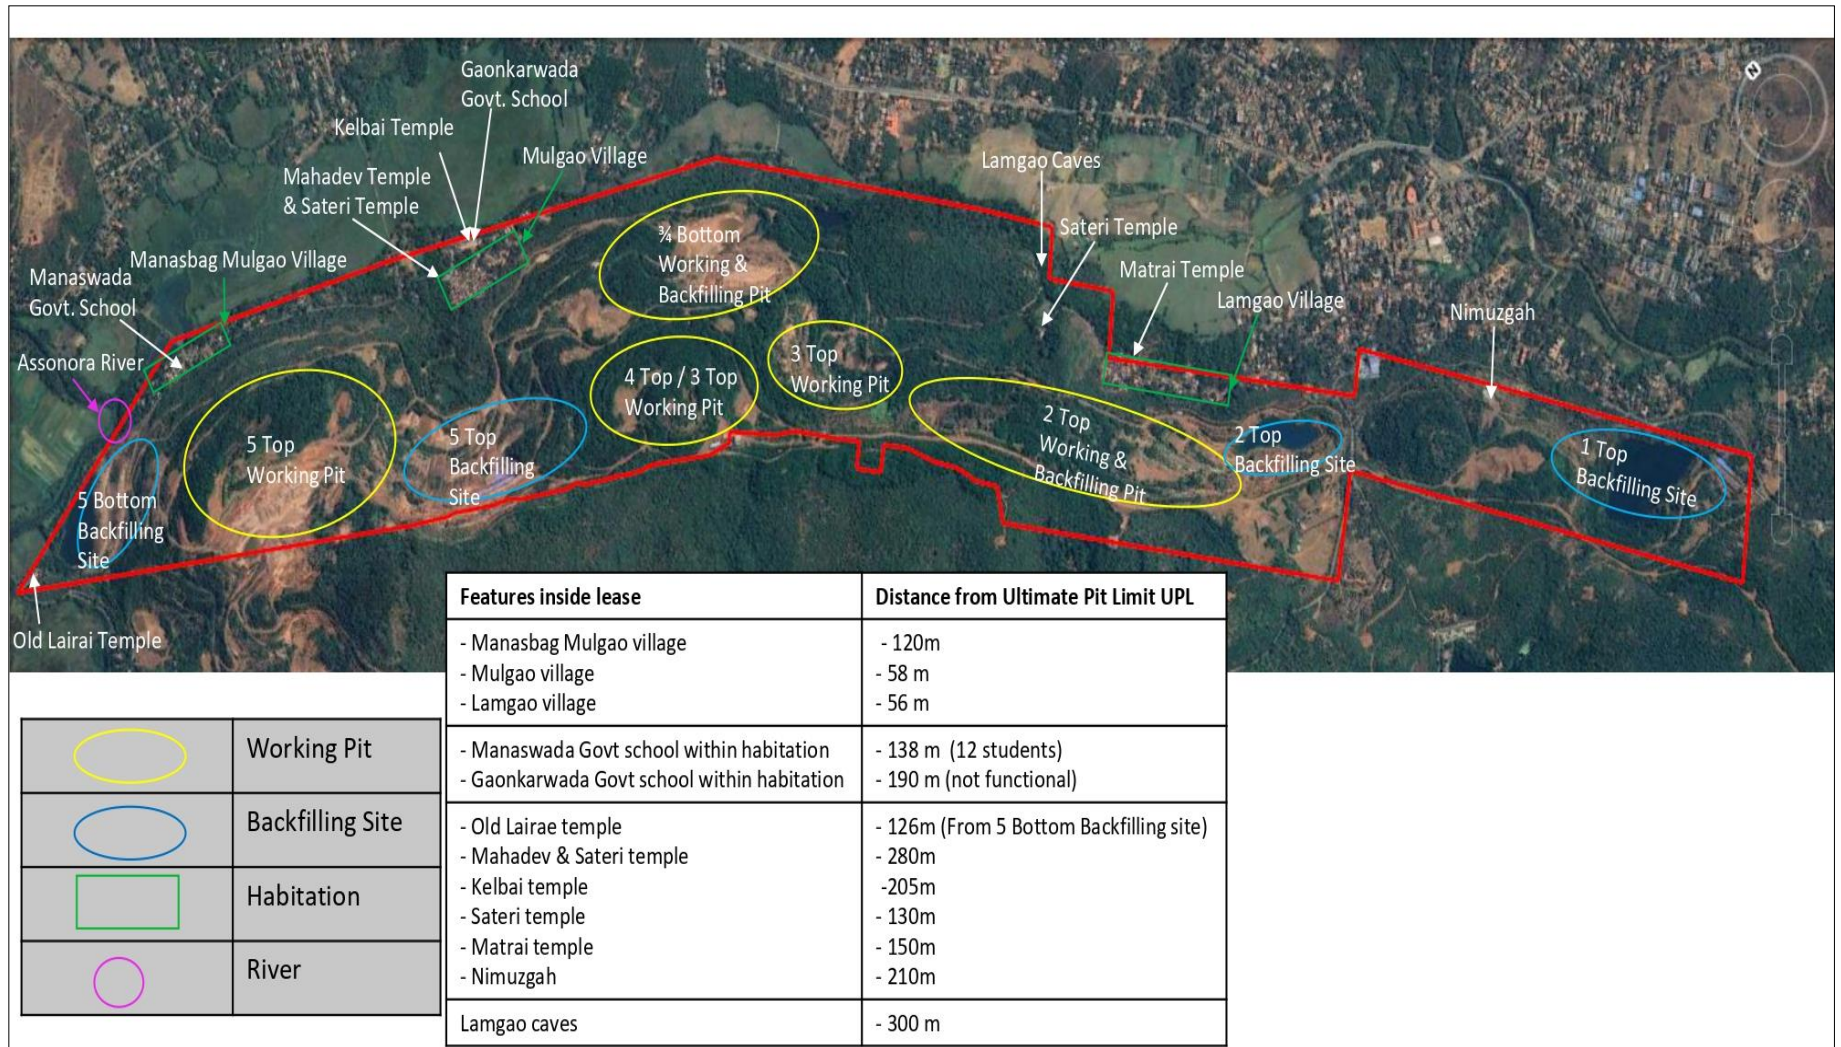 Gaonkarwada
Govt. School
Kelbai Temple
Mulgao Village
Mahadev Temple
& Sateri Temple
Manasbag Mulgao Village
Manaswada
Govt. School
Assonora River
Lamgao Caves
Sateri Temple
Matrai Temple
Lamgao Village
Nimuzgah
N
¾ Bottom
Working &
Backfilling Pit
3 Top
Working Pit
4 Top / 3 Top
Working Pit
5 Top
Working Pit
5 Top
Backfilling
Site
5 Bottom
Backfilling
Site
2 Top
Working &
Backfilling Pit
2 Top
Backfilling Site
1 Top
Backfilling Site
Old Lairai Temple
Features inside lease Distance from Ultimate Pit Limit UPL
- Manasbag Mulgao village - 120m
- Mulgao village - 58 m
- Lamgao village - 56 m
- Manaswada Govt school within habitation - 138 m (12 students)
- Gaonkarwada Govt school within habitation - 190 m (not functional)
- Old Lairae temple - 126m (From 5 Bottom Backfilling site)
- Mahadev & Sateri temple - 280m
- Kelbai temple -205m
- Sateri temple - 130m
- Matrai temple - 150m
- Nimuzgah - 210m
Lamgao caves - 300 m
Working Pit
Backfilling Site
Habitation
River